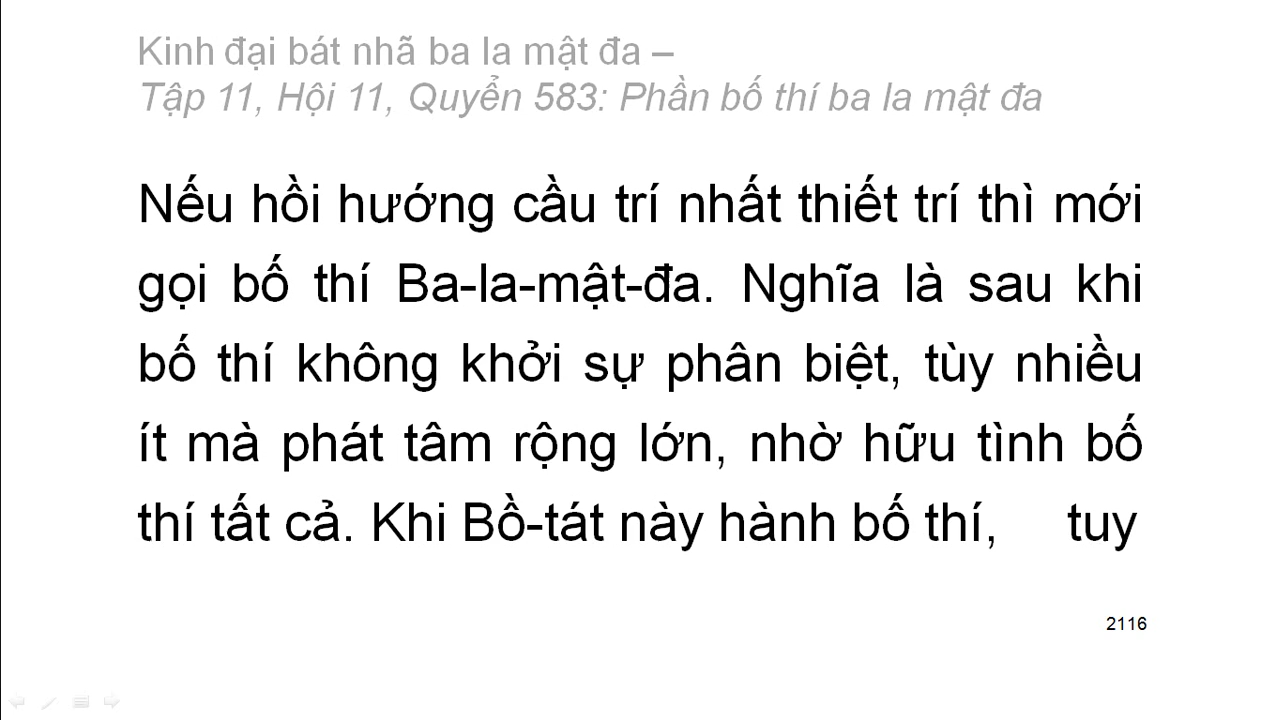 Kinh đại bát nhã ba la mật đa –
Tập 11, Hội 11, Quyển 583: Phần bố thí ba la mật đa
Nếu hồi hướng cầu trí nhất thiết trí thì mới
gọi bố thí Ba-la-mật-đa. Nghĩa là sau khi
bố thí không khởi sự phân biệt, tùy nhiều
ít mà phát tâm rộng lớn, nhờ hữu tình bố
thí tất cả. Khi Bồ-tát này hành bố thí, tuy
2116